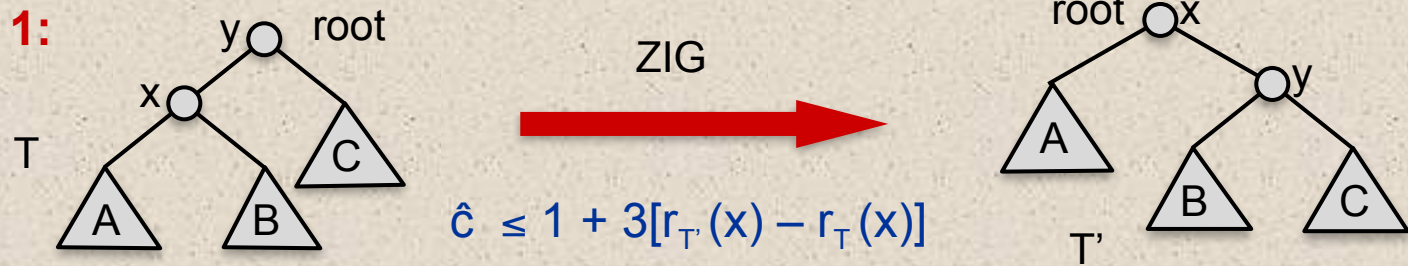 1:
y root
x
T
A B C
ZIG
ĉ ≤ 1 + 3[r_T’(x) – r_T(x)]
root x
y
A
B C
T’